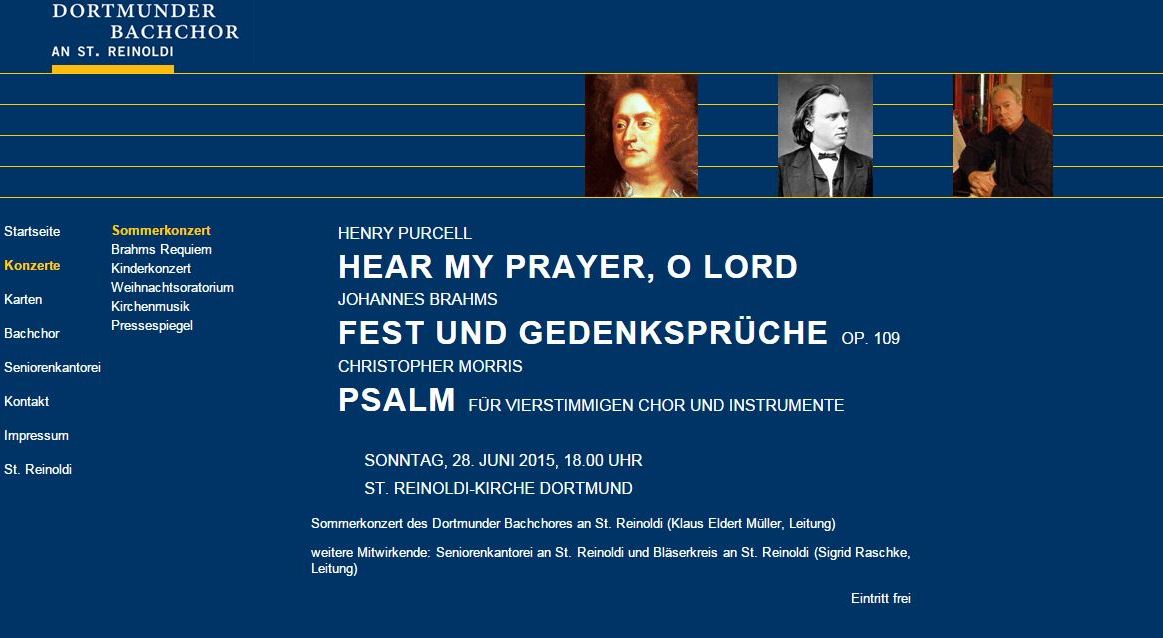 DORTMUNDER
BACHCHOR
AN ST. REINOLDI
Startseite
Konzerte
Karten
Bachchor
Seniorenkantorei
Kontakt
Impressum
St. Reinoldi
Sommerkonzert
Brahms Requiem
Kinderkonzert
Weihnachtsoratorium
Kirchenmusik
Pressespiegel
HENRY PURCELL
HEAR MY PRAYER, O LORD
JOHANNES BRAHMS
FEST UND GEDENKSPRÜCHE OP. 109
CHRISTOPHER MORRIS
PSALM FÜR VIERSTIMMIGEN CHOR UND INSTRUMENTE
SONNTAG, 28. JUNI 2015, 18.00 UHR
ST. REINOLDI-KIRCHE DORTMUND
Sommerkonzert des Dortmunder Bachchores an St. Reinoldi (Klaus Eldert Müller, Leitung)
weitere Mitwirkende: Seniorenkantorei an St. Reinoldi und Bläserkreis an St. Reinoldi (Sigrid Raschke,
Leitung)
Eintritt frei